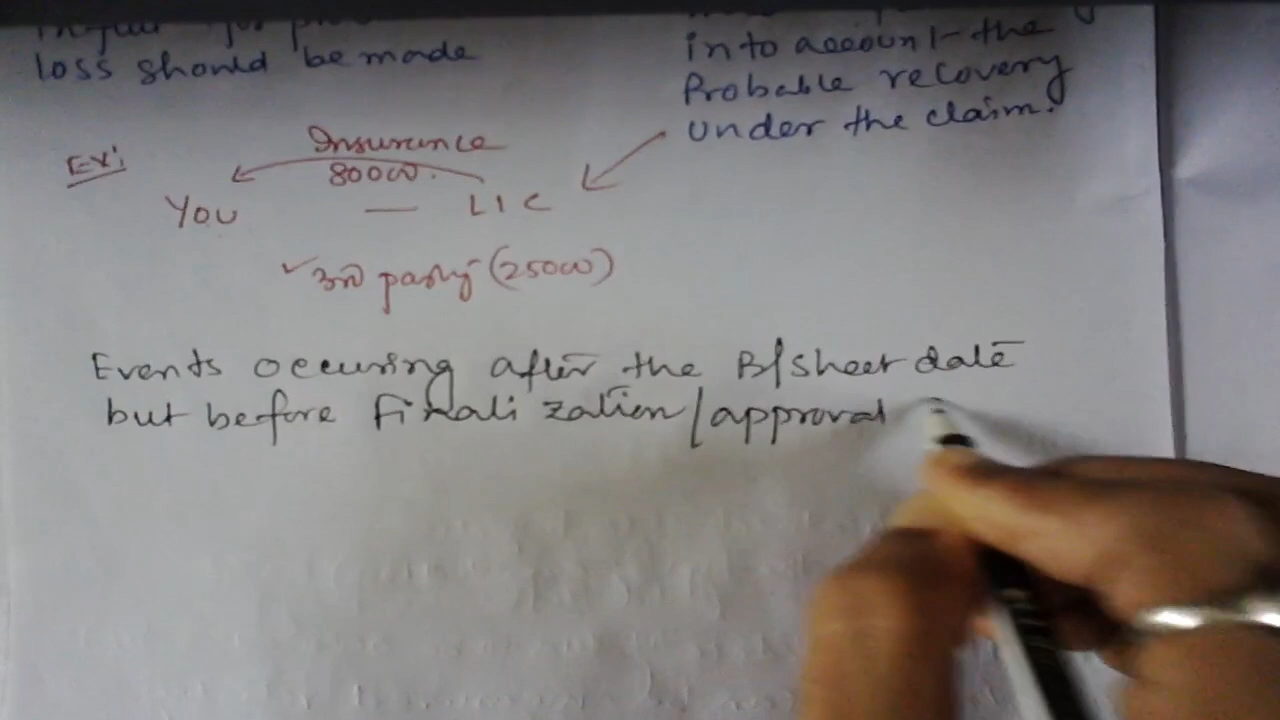 loss should be made
into account the
Probable recovery
under the claim.
Ex:
Insurance
80000.
YOU — LIC
✓ 3rd party (25000)
Events occuring after the B/Sheet date
but before Finalization/approval